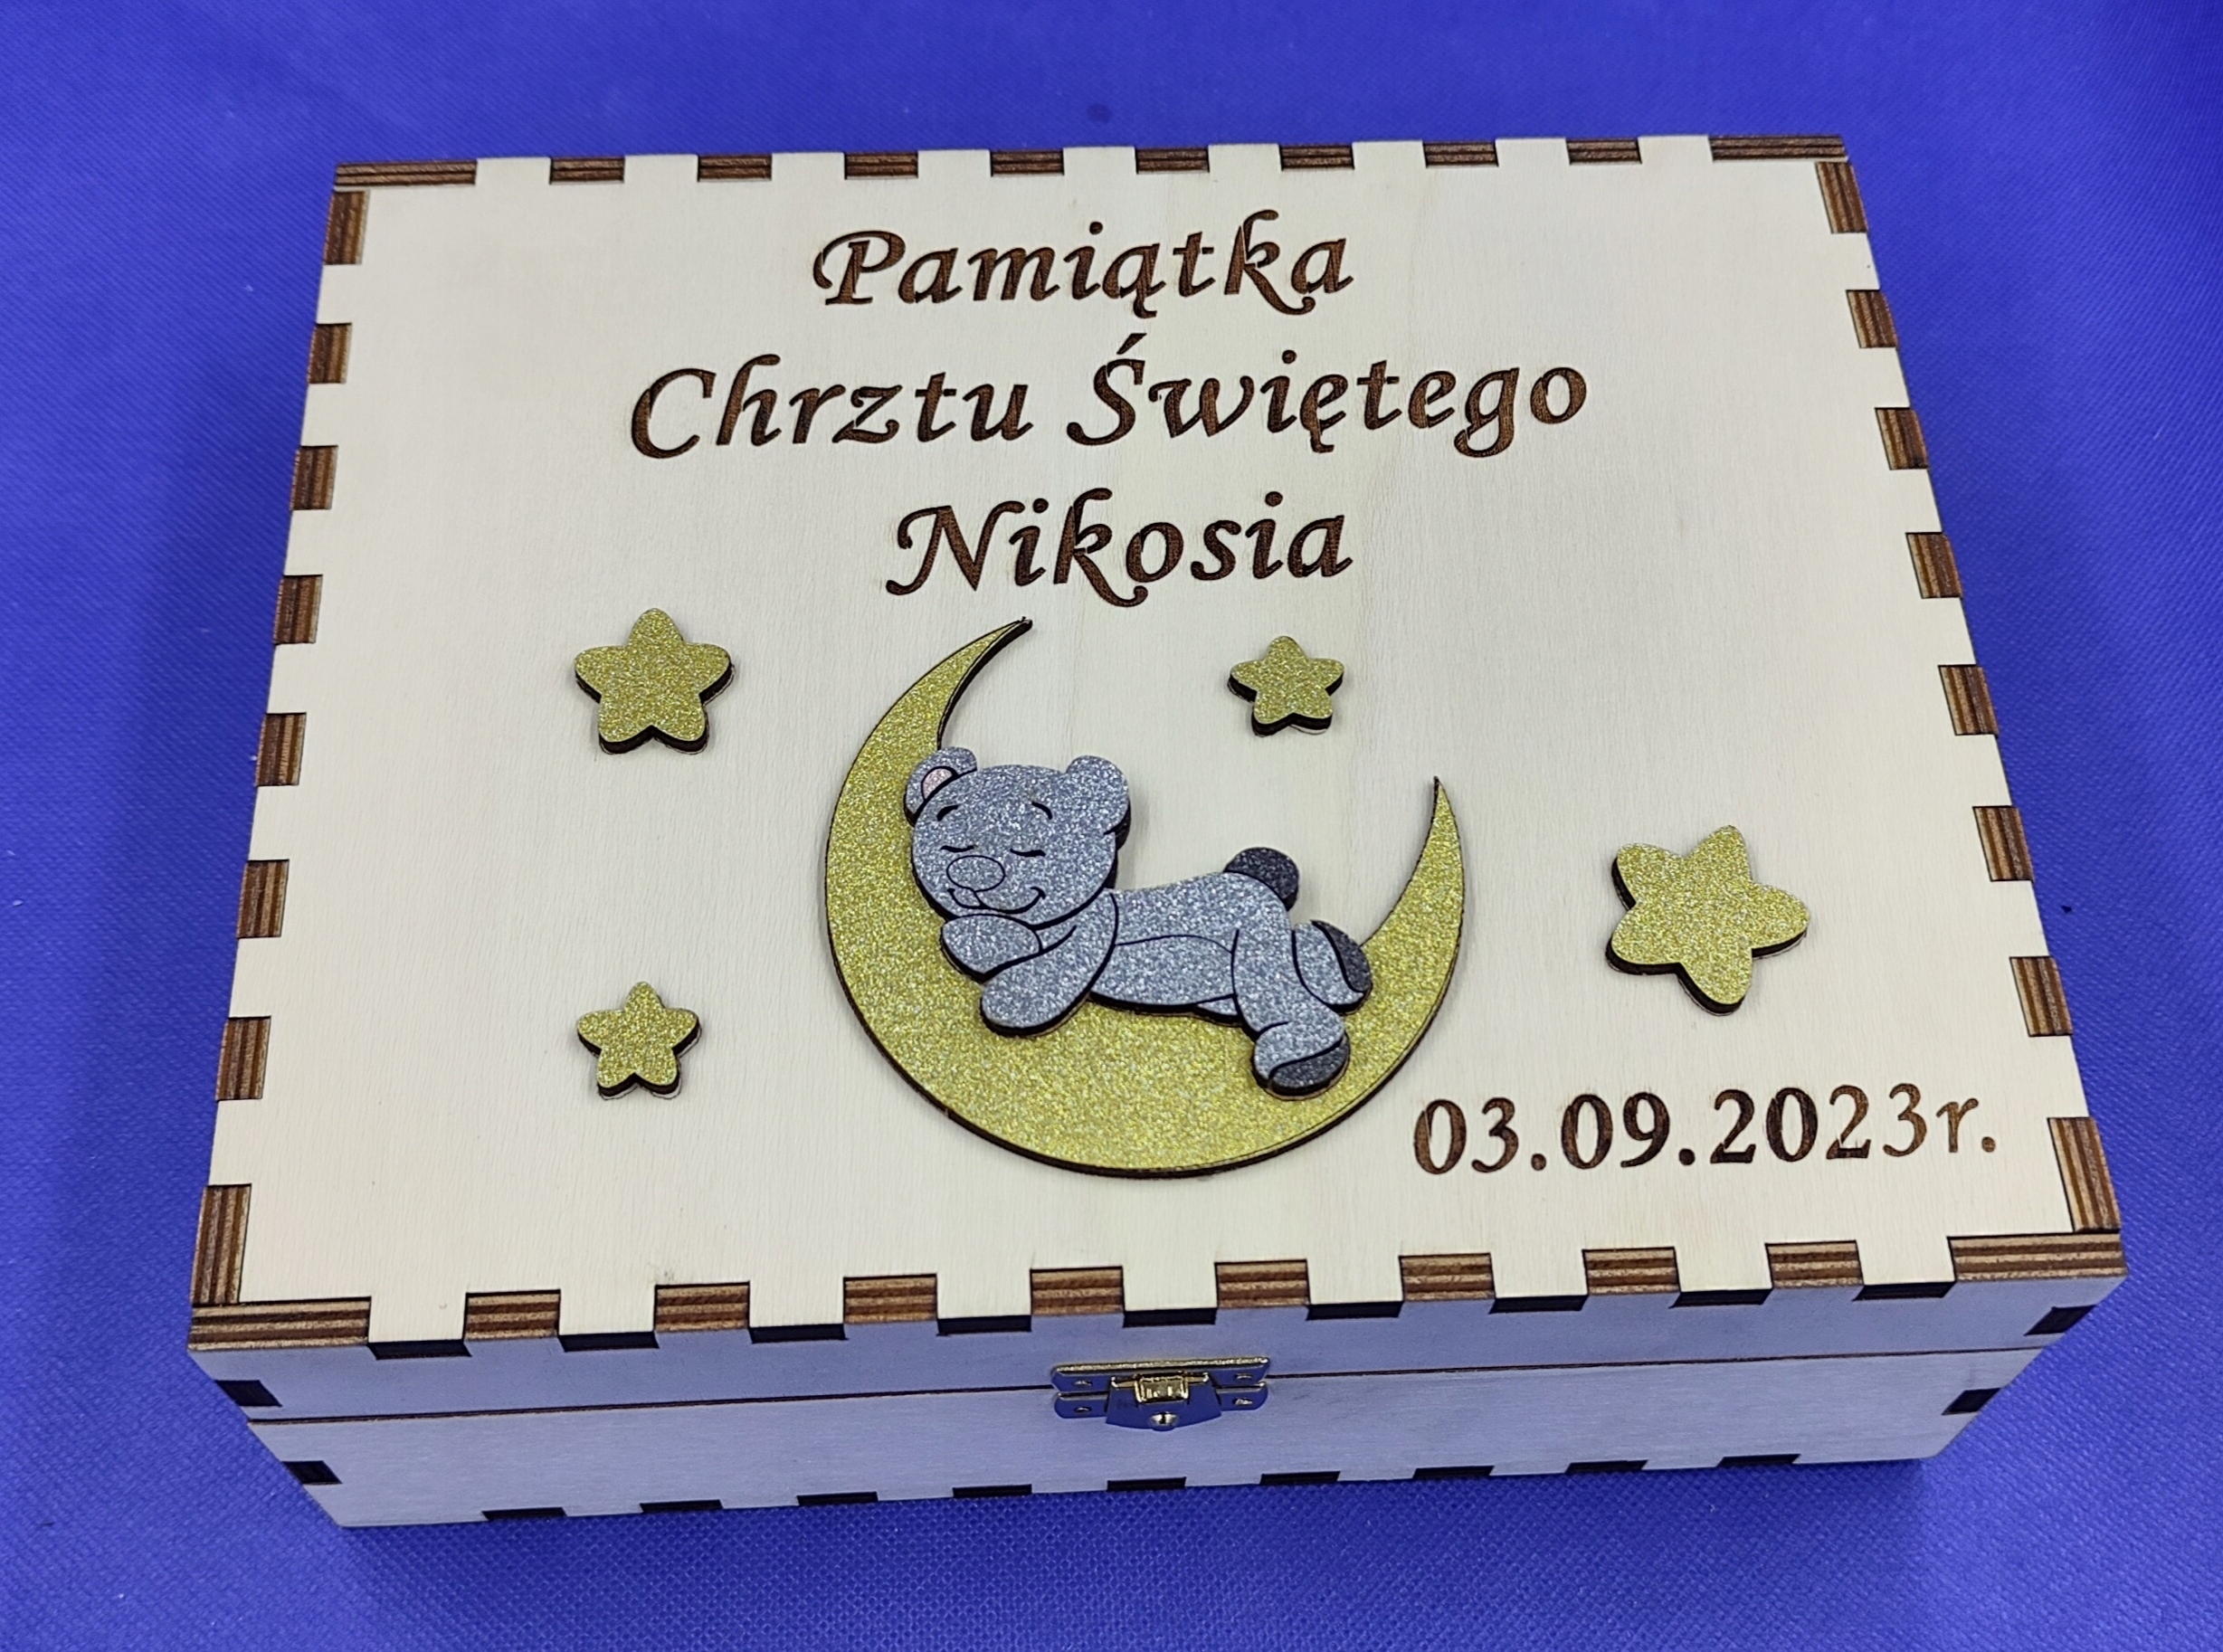 Pamiątka
Chrztu Świętego
Nikosia
03.09.2023r.